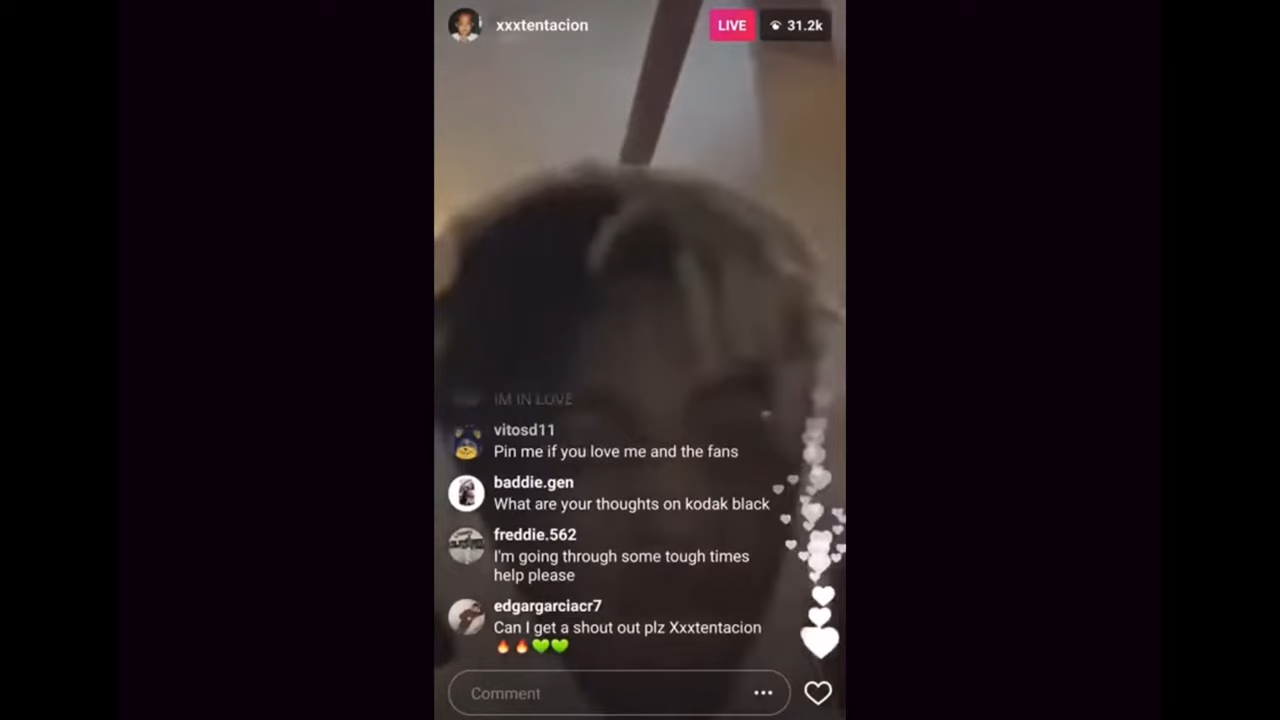 xxxtentacion
LIVE
31.2k
IM IN LOVE
vitosd11
Pin me if you love me and the fans
baddie.gen
What are your thoughts on kodak black
freddie.562
I'm going through some tough times
help please
edgargarciacr7
Can I get a shout out plz Xxxtentacion
🔥🔥💚💚
Comment